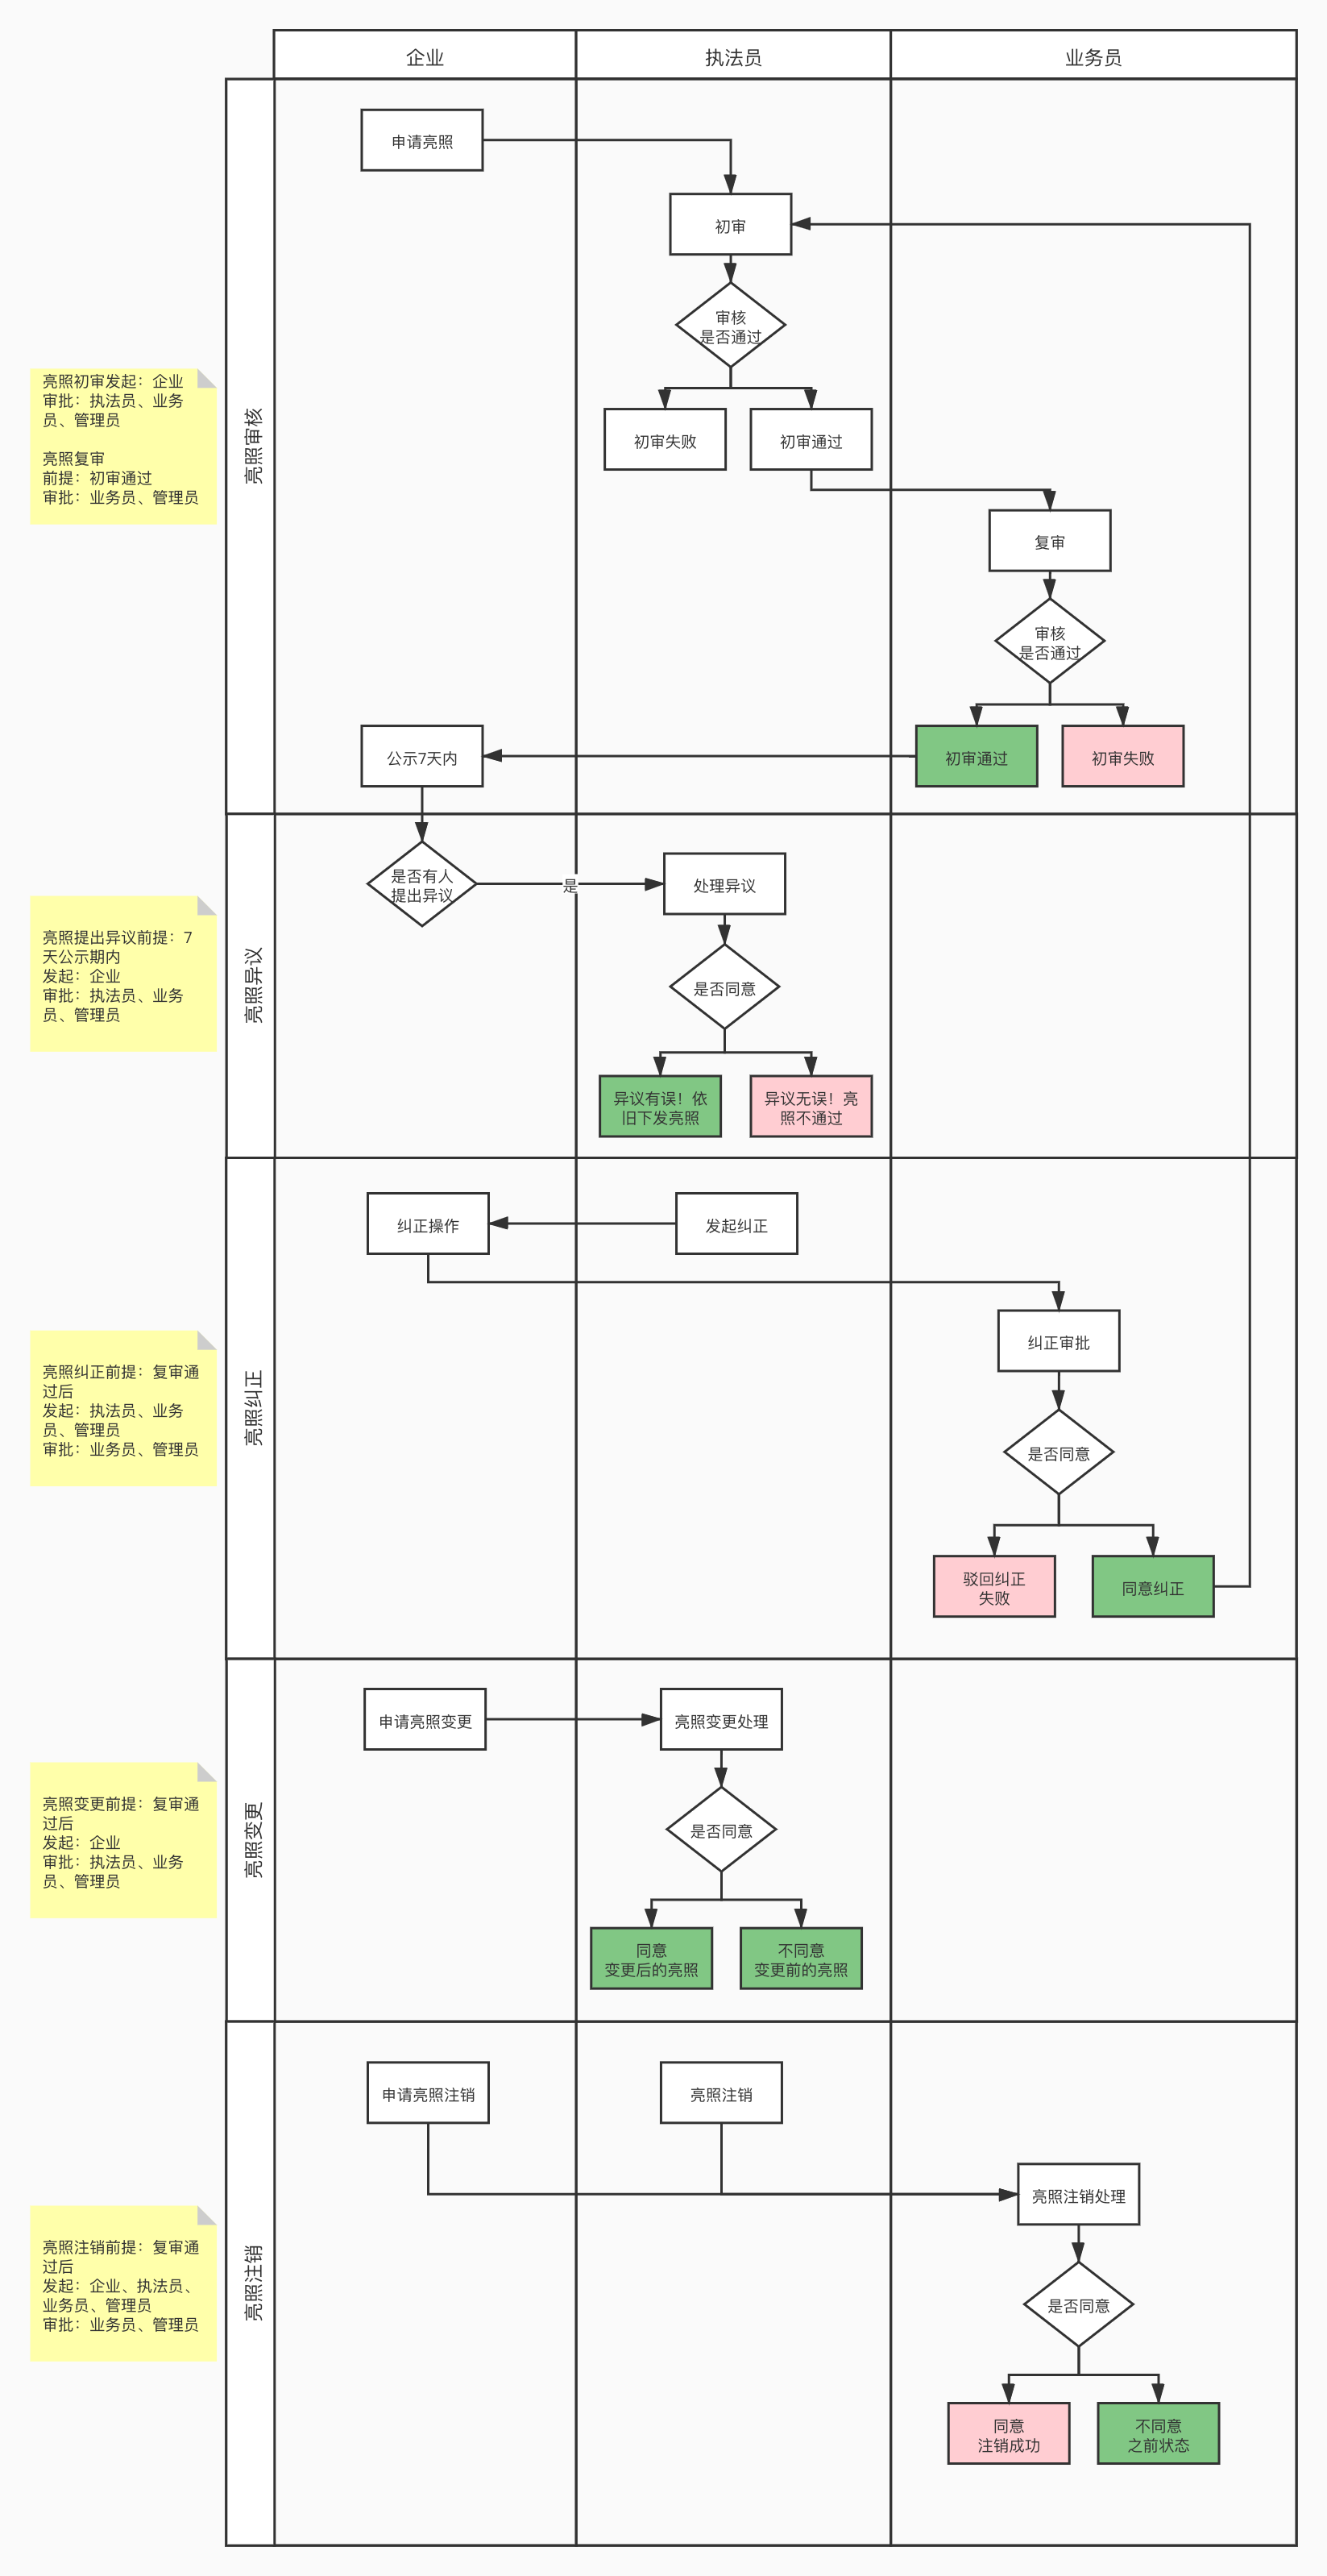 企业
执法员
业务员
亮照审核
亮照初审发起：企业
审批：执法员、业务
员、管理员
亮照复审
前提：初审通过
审批：业务员、管理员
申请亮照
初审
审核
是否通过
初审失败
初审通过
复审
审核
是否通过
公示7天内
初审通过
初审失败
亮照异议
亮照提出异议前提：7
天公示期内
发起：企业
审批：执法员、业务
员、管理员
是否有人
提出异议
是
处理异议
是否同意
异议有误！依
旧下发亮照
异议无误！亮
照不通过
亮照纠正
亮照纠正前提：复审通
过后
发起：执法员、业务
员、管理员
审批：业务员、管理员
纠正操作
发起纠正
纠正审批
是否同意
驳回纠正
失败
同意纠正
亮照变更
亮照变更前提：复审通
过后
发起：企业
审批：执法员、业务
员、管理员
申请亮照变更
亮照变更处理
是否同意
同意
变更后的亮照
不同意
变更前的亮照
亮照注销
亮照注销前提：复审通
过后
发起：企业、执法员、
业务员、管理员
审批：业务员、管理员
申请亮照注销
亮照注销
亮照注销处理
是否同意
同意
注销成功
不同意
之前状态